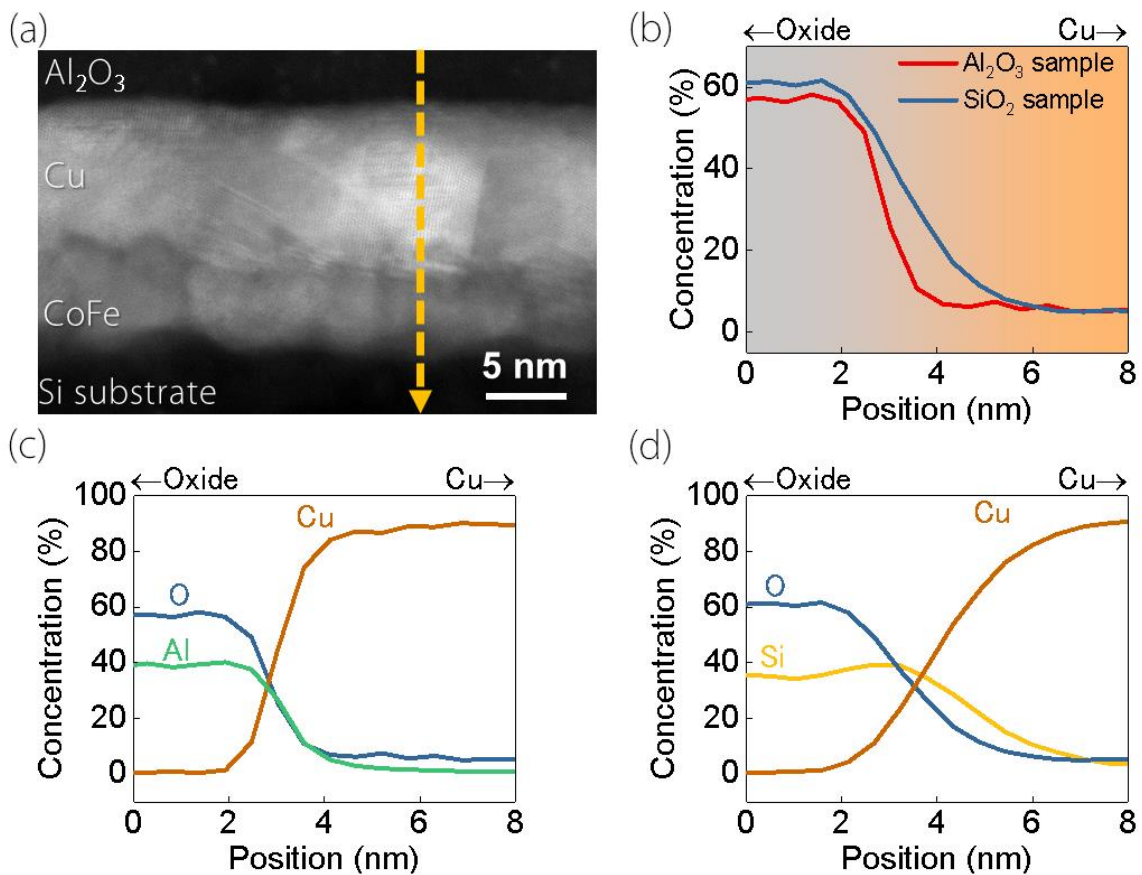 (a)
Al₂O₃
Cu
CoFe
Si substrate
5 nm
(b)
←Oxide Cu→
Al₂O₃ sample
SiO₂ sample
Concentration (%)
60
40
20
0
0 2 4 6 8
Position (nm)
(c)
←Oxide Cu→
Concentration (%)
100
80
60
40
20
0
Cu
O
Al
0 2 4 6 8
Position (nm)
(d)
←Oxide Cu→
Concentration (%)
100
80
60
40
20
0
Cu
O
Si
0 2 4 6 8
Position (nm)